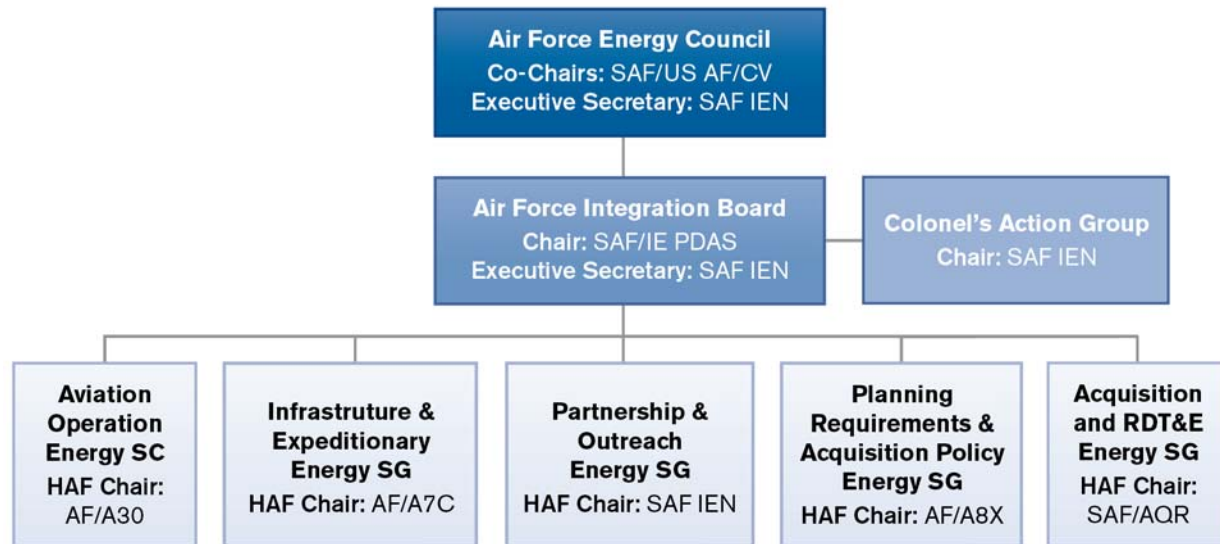 Air Force Energy Council
Co-Chairs: SAF/US AF/CV
Executive Secretary: SAF IEN
Air Force Integration Board
Chair: SAF/IE PDAS
Executive Secretary: SAF IEN
Colonel's Action Group
Chair: SAF IEN
Aviation
Operation
Energy SC
HAF Chair:
AF/A30
Infrastruture &
Expeditionary
Energy SG
HAF Chair: AF/A7C
Partnership &
Outreach
Energy SG
HAF Chair: SAF IEN
Planning
Requirements &
Acquisition Policy
Energy SG
HAF Chair: AF/A8X
Acquisition
and RDT&E
Energy SG
HAF Chair:
SAF/AQR